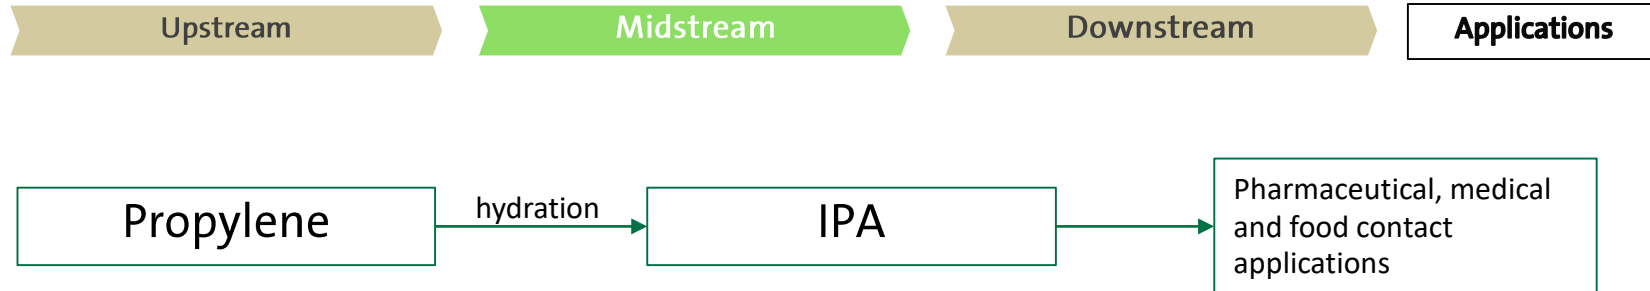 Upstream
Midstream
Downstream
Applications
Propylene
hydration
IPA
Pharmaceutical, medical
and food contact
applications